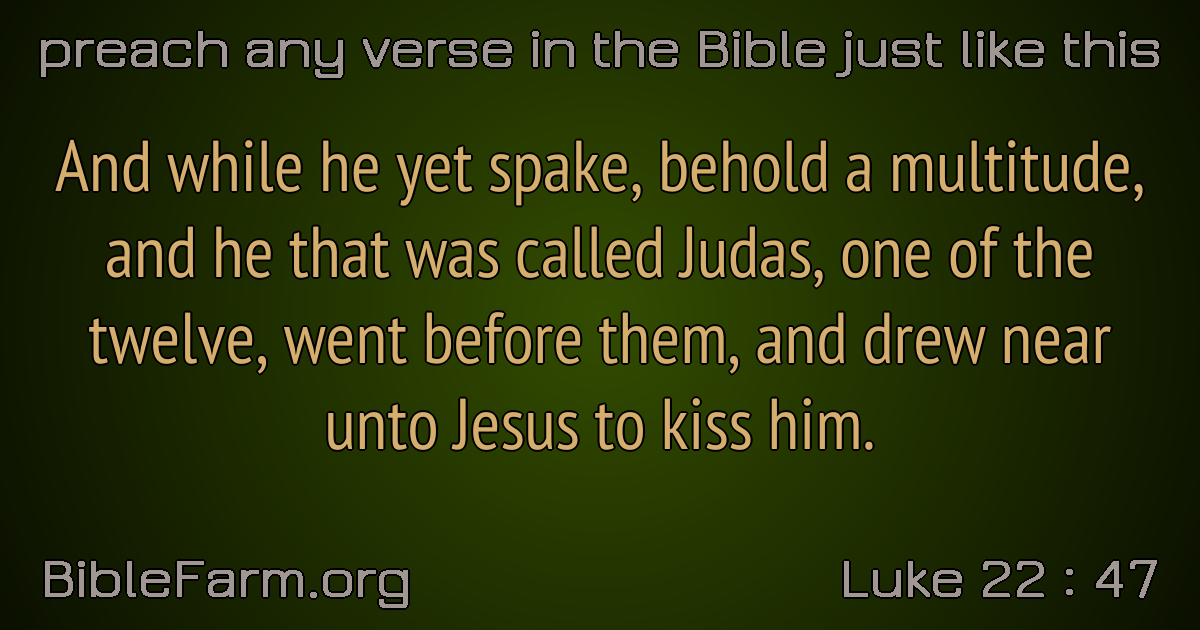 preach any verse in the Bible just like this
And while he yet spake, behold a multitude,
and he that was called Judas, one of the
twelve, went before them, and drew near
unto Jesus to kiss him.
BibleFarm.org
Luke 22 : 47